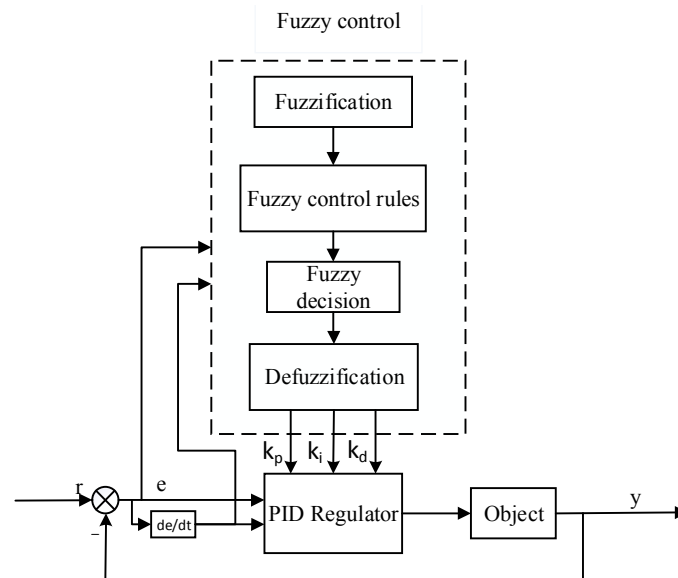 Fuzzy control
Fuzzification
Fuzzy control rules
Fuzzy
decision
Defuzzification
kp ki kd
r e y
PID Regulator
Object
de/dt
−